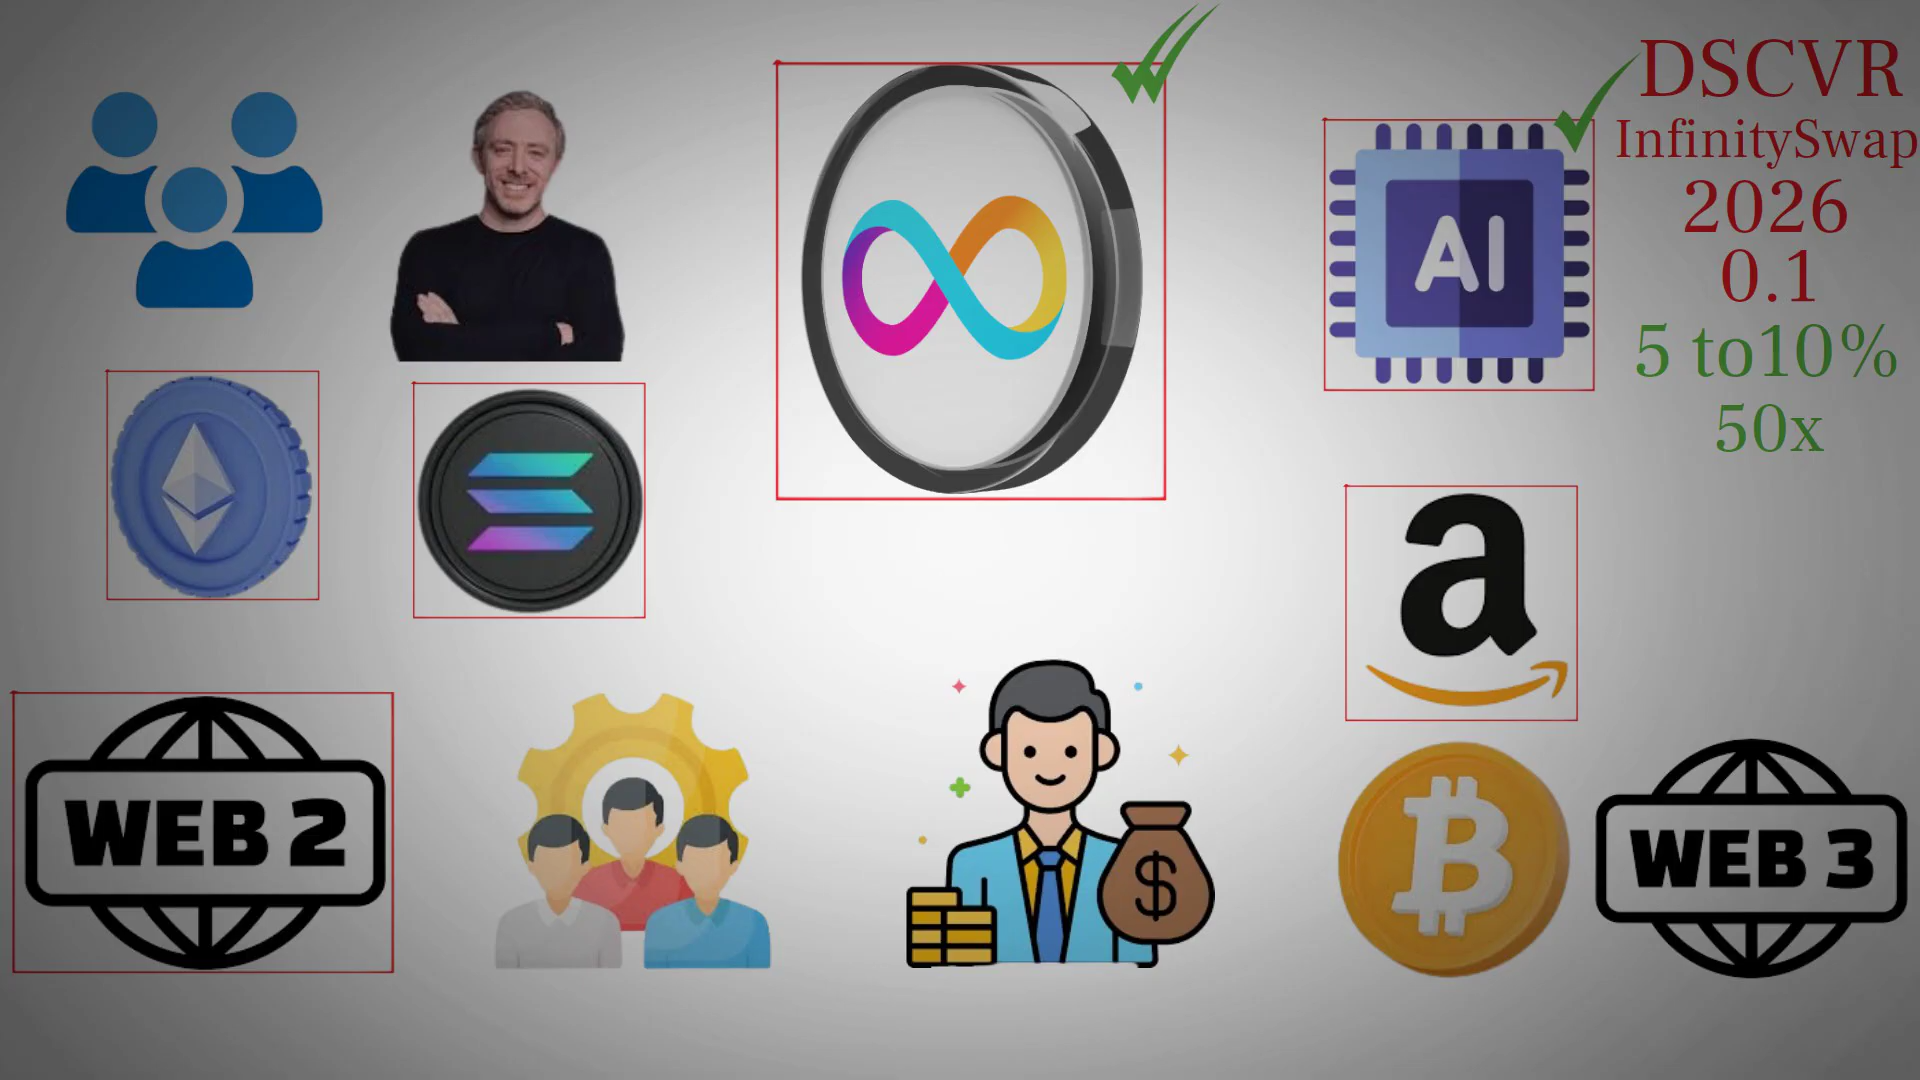 DSCVR
InfinitySwap
2026
0.1
5 to10%
50x
AI
a
WEB 2
$
WEB 3